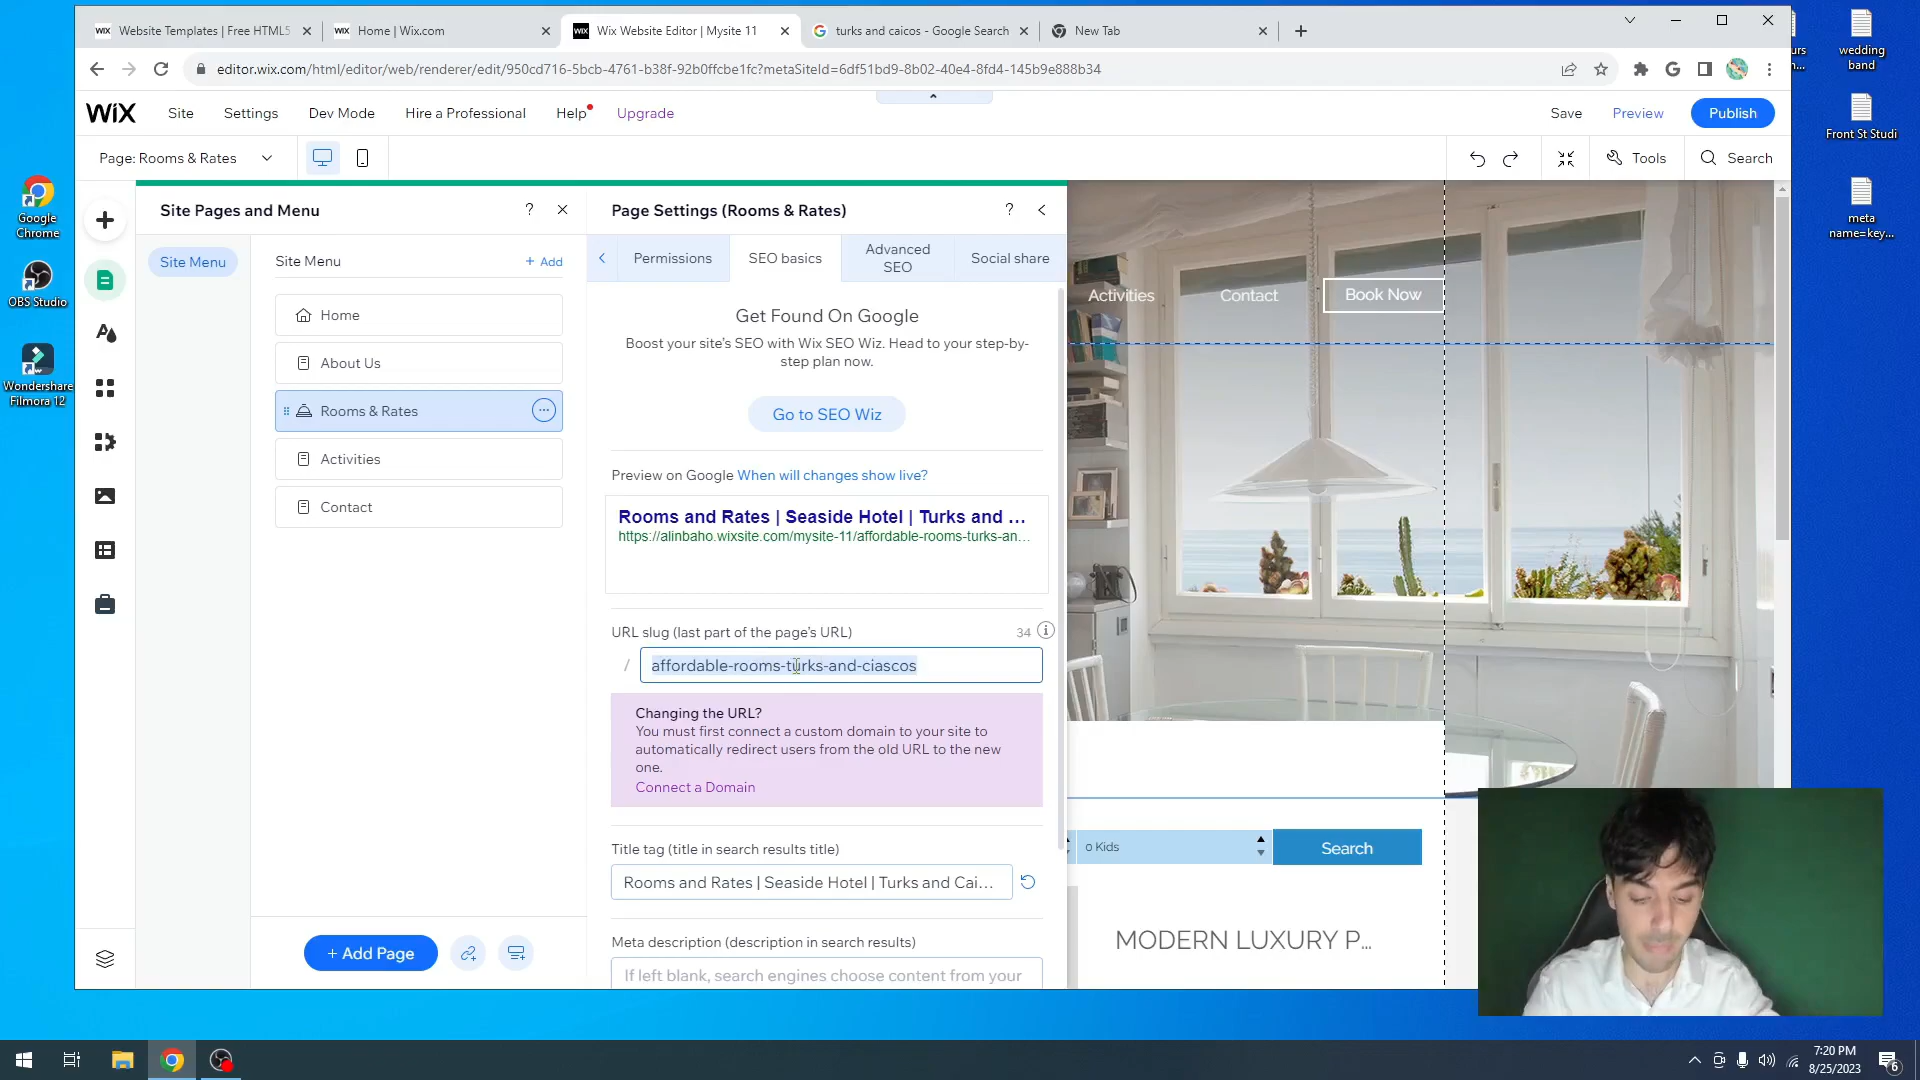 Website Templates | Free HTML5
Home | Wix.com
Wix Website Editor | Mysite 11
turks and caicos - Google Search
New Tab
editor.wix.com/html/editor/web/renderer/edit/950cd716-5bcb-4761-b38f-92b0ffcbe1fc?metaSiteId=6df51bd9-8b02-40e4-8fd4-145b9e888b34
WiX
Site
Settings
Dev Mode
Hire a Professional
Help
Upgrade
Save
Preview
Publish
Page: Rooms & Rates
Tools
Search
Site Pages and Menu
?
Page Settings (Rooms & Rates)
?
Site Menu
Site Menu
+ Add
Home
About Us
Rooms & Rates
Activities
Contact
+ Add Page
Permissions
SEO basics
Advanced
SEO
Social share
Get Found On Google
Boost your site's SEO with Wix SEO Wiz. Head to your step-by-
step plan now.
Go to SEO Wiz
Preview on Google When will changes show live?
Rooms and Rates | Seaside Hotel | Turks and ...
https://alinbaho.wixsite.com/mysite-11/affordable-rooms-turks-an...
URL slug (last part of the page's URL)
34
/
affordable-rooms-turks-and-ciascos
Changing the URL?
You must first connect a custom domain to your site to
automatically redirect users from the old URL to the new
one.
Connect a Domain
Title tag (title in search results title)
Rooms and Rates | Seaside Hotel | Turks and Cai...
Meta description (description in search results)
If left blank, search engines choose content from your
Activities
Contact
Book Now
0 Kids
Search
MODERN LUXURY P...
Google
Chrome
OBS Studio
Wondershare
Filmora 12
wedding
band
Front St Studi
meta
name=key...
7:20 PM
8/25/2023
6